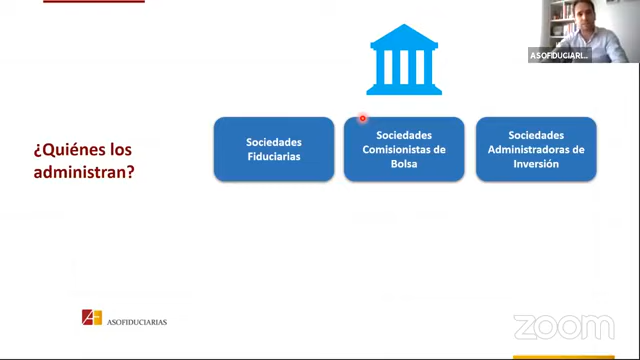 ASOFIDUCIARI...
¿Quiénes los
administran?
Sociedades
Fiduciarias
Sociedades
Comisionistas de
Bolsa
Sociedades
Administradoras de
Inversión
ASOFIDUCIARIAS
zoom